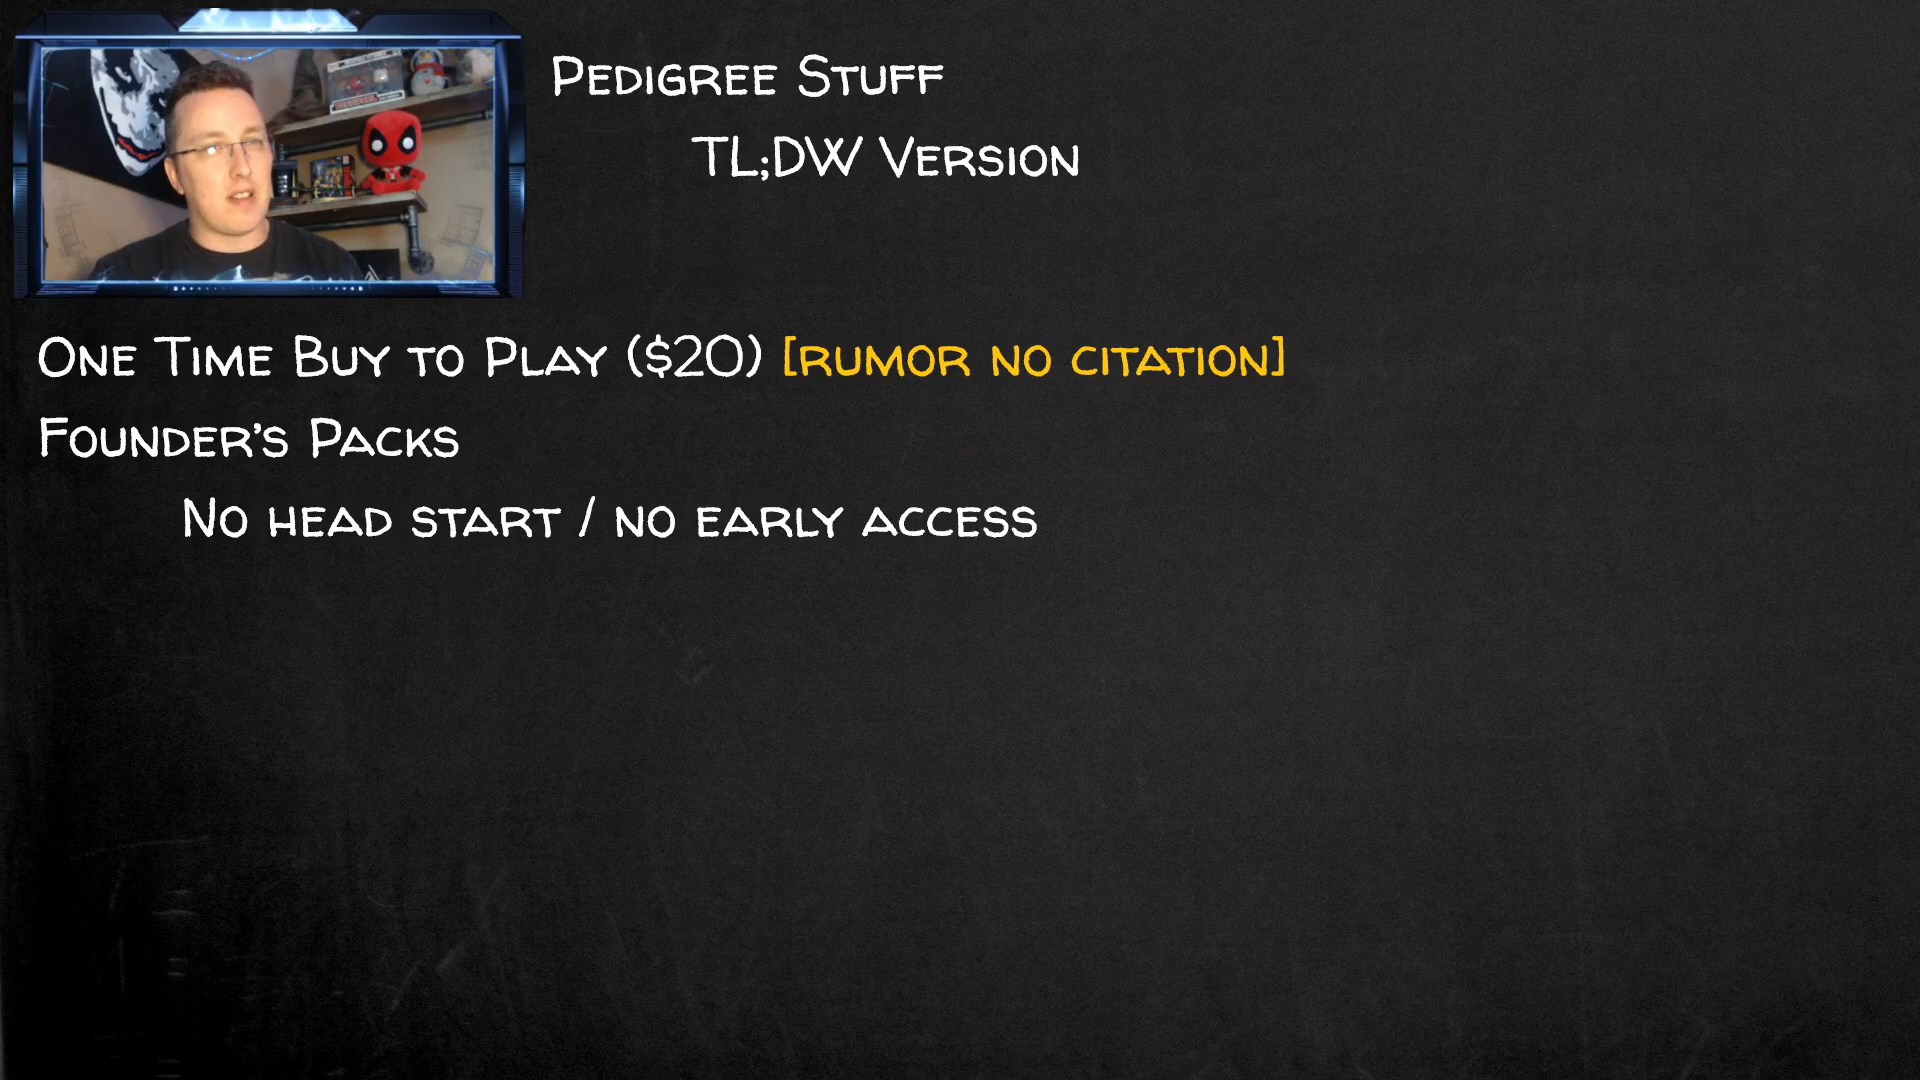 Pedigree Stuff
TL;DW Version
One Time Buy to Play ($20) [rumor no citation]
Founder's Packs
No head start / no early access